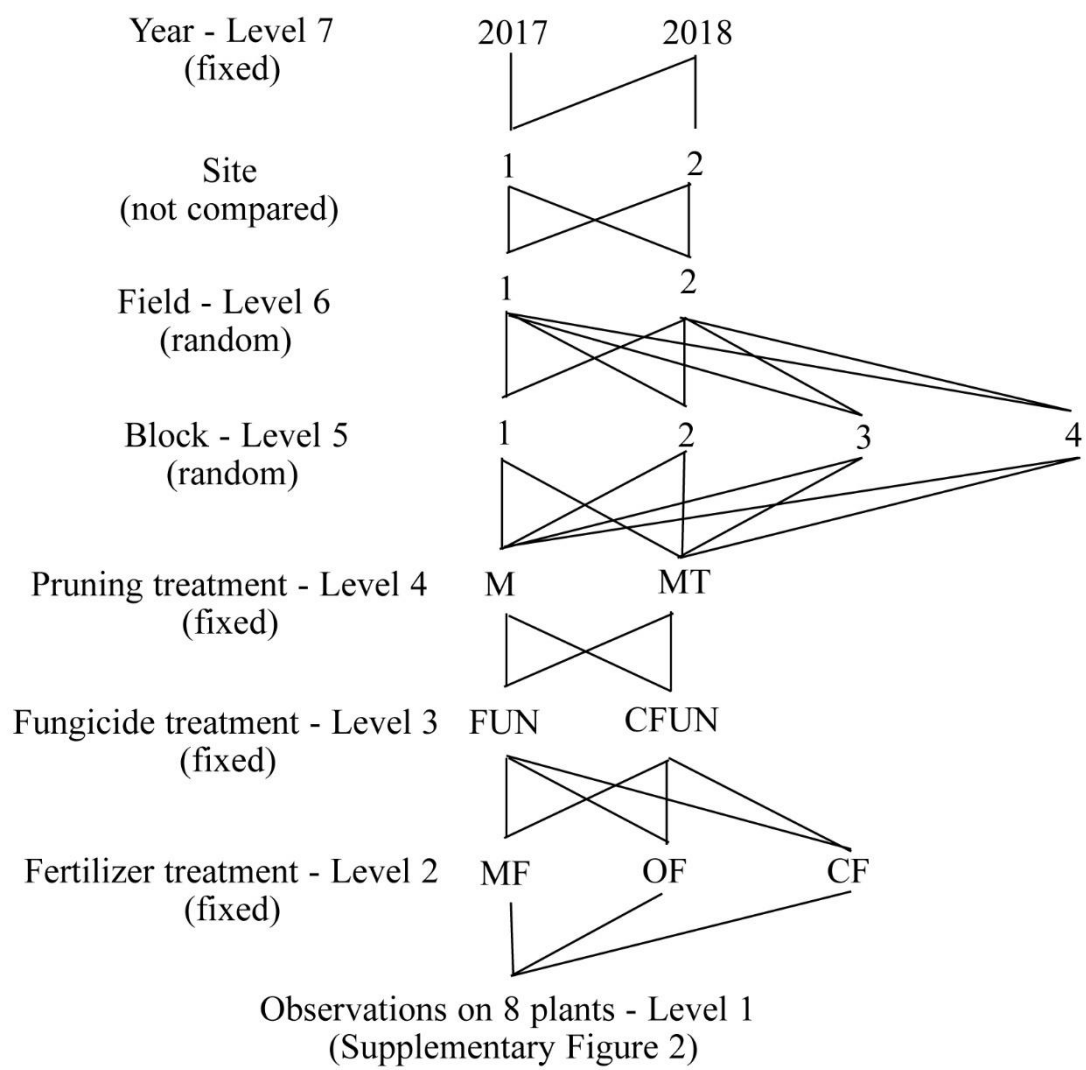 Year - Level 7 2017 2018
(fixed)
Site 1 2
(not compared)
Field - Level 6 1 2
(random)
Block - Level 5 1 2 3 4
(random)
Pruning treatment - Level 4 M MT
(fixed)
Fungicide treatment - Level 3 FUN CFUN
(fixed)
Fertilizer treatment - Level 2 MF OF CF
(fixed)
Observations on 8 plants - Level 1
(Supplementary Figure 2)